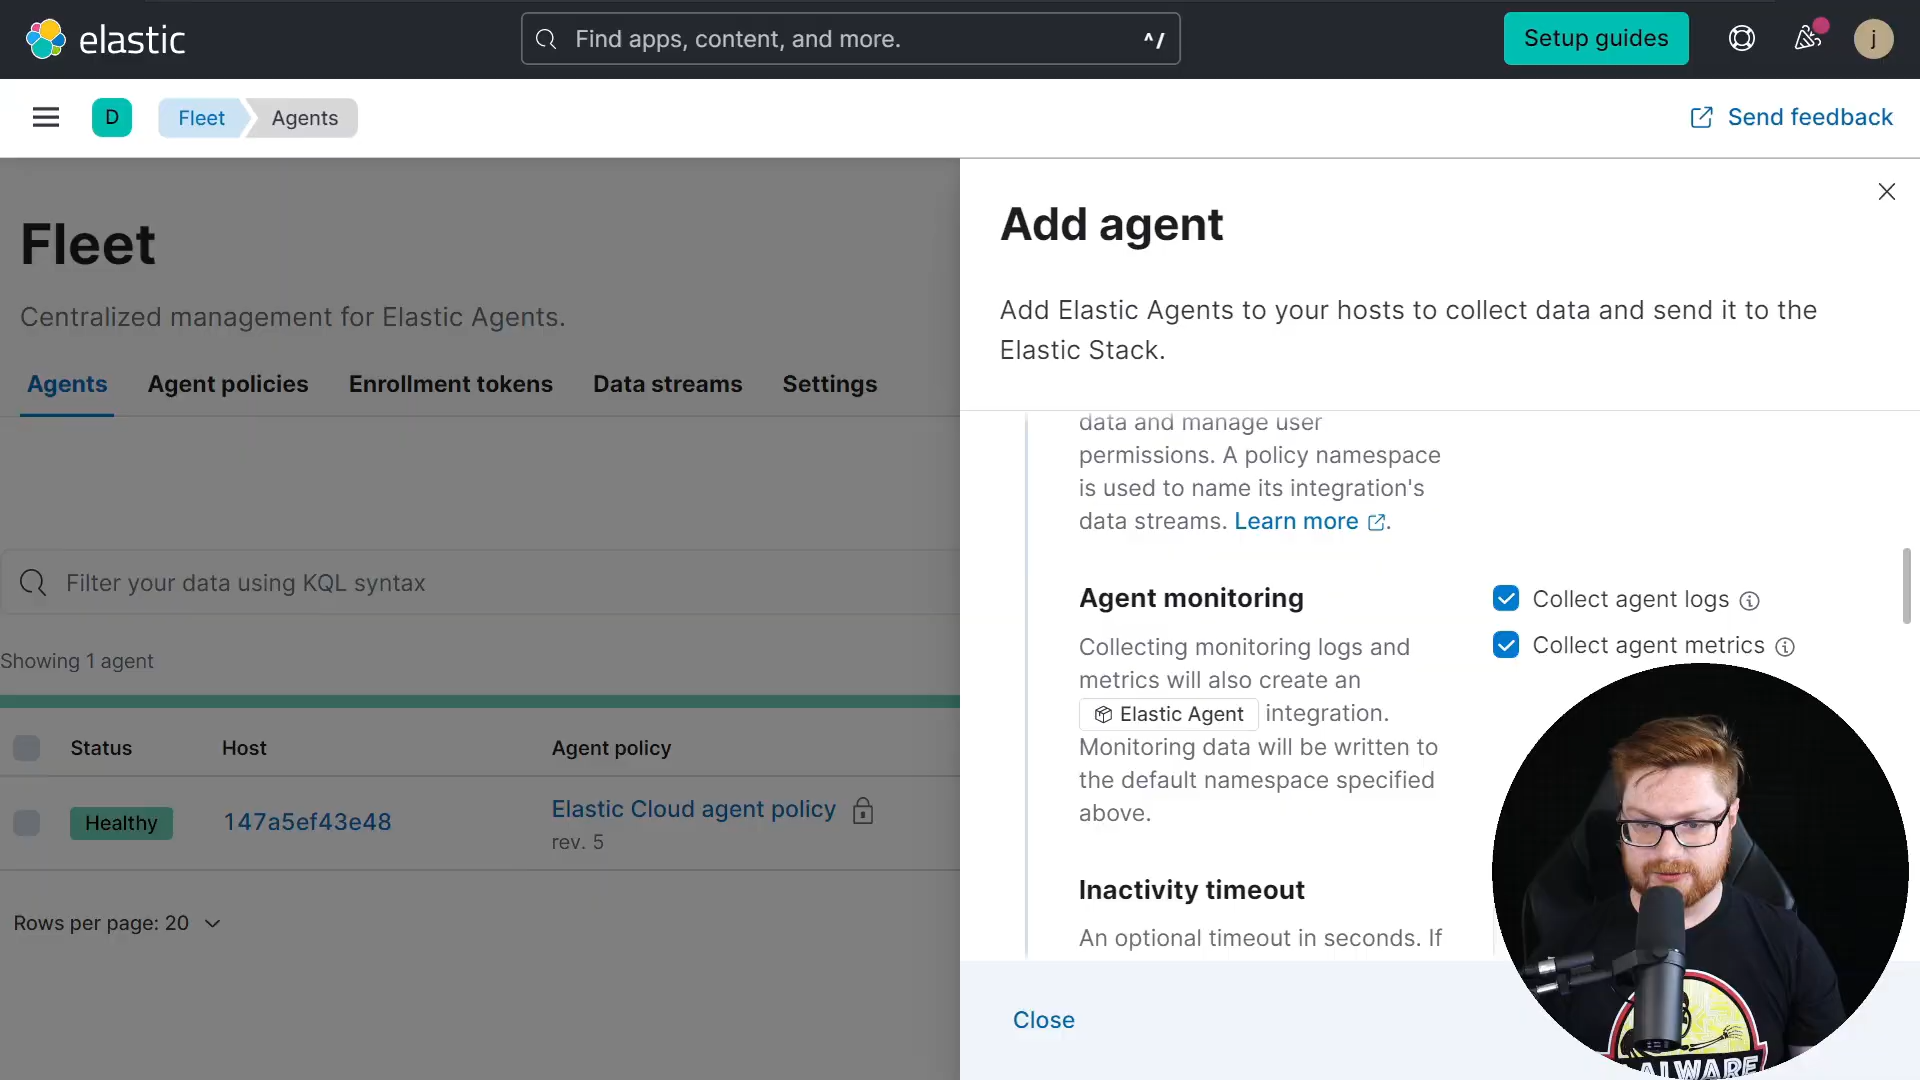 elastic
Find apps, content, and more.
^/
Setup guides
j
D
Fleet
Agents
Send feedback
Fleet
Centralized management for Elastic Agents.
Agents
Agent policies
Enrollment tokens
Data streams
Settings
Filter your data using KQL syntax
Showing 1 agent
Status
Host
Agent policy
Healthy
147a5ef43e48
Elastic Cloud agent policy
rev. 5
Rows per page: 20
Add agent
Add Elastic Agents to your hosts to collect data and send it to the
Elastic Stack.
data and manage user
permissions. A policy namespace
is used to name its integration's
data streams. Learn more.
Agent monitoring
Collecting monitoring logs and
metrics will also create an
Elastic Agent integration.
Monitoring data will be written to
the default namespace specified
above.
Collect agent logs
Collect agent metrics
Inactivity timeout
An optional timeout in seconds. If
Close
MALWARE